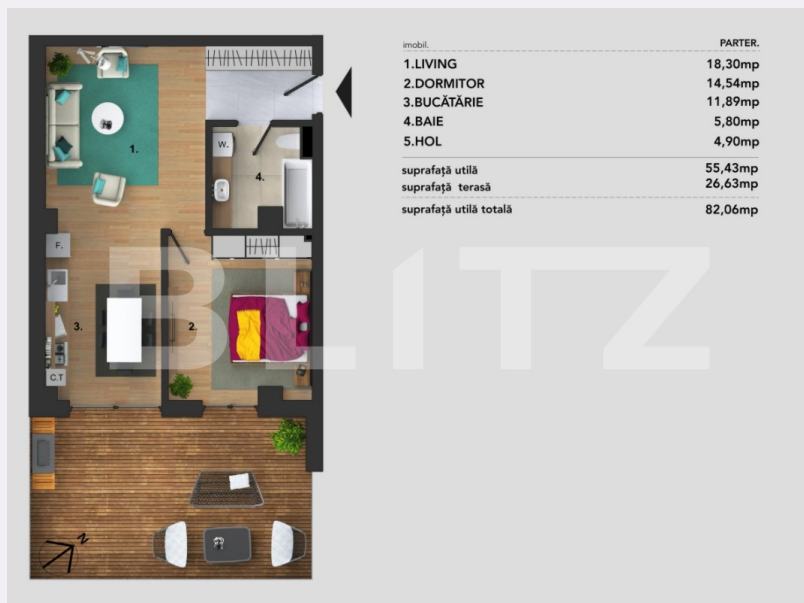 imobil. PARTER.
1.LIVING 18,30mp
2.DORMITOR 14,54mp
3.BUCĂTĂRIE 11,89mp
4.BAIE 5,80mp
5.HOL 4,90mp
suprafață utilă 55,43mp
suprafață terasă 26,63mp
suprafață utilă totală 82,06mp
1.
W.
4.
F.
2.
3.
C.T
N
BLITZ